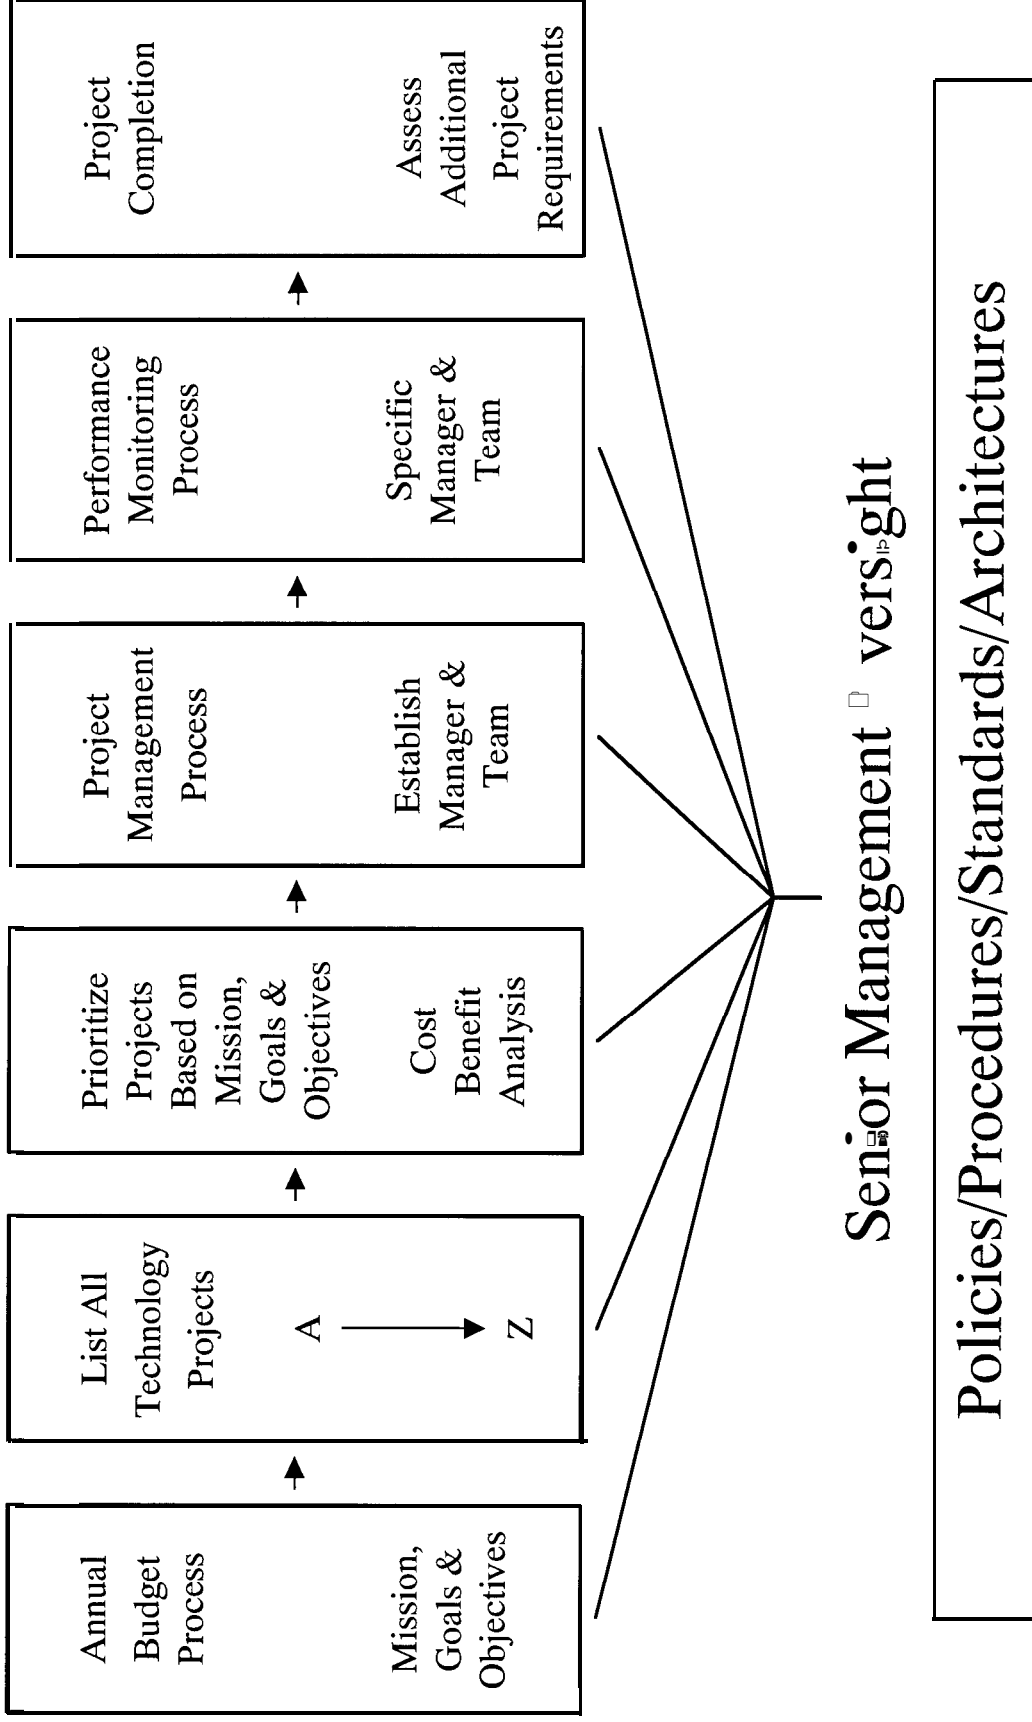 Annual
Budget
Process
Mission,
Goals &
Objectives
List All
Technology
Projects
A
Z
Prioritize
Projects
Based on
Mission,
Goals &
Objectives
Cost
Benefit
Analysis
Project
Management
Process
Establish
Manager &
Team
Performance
Monitoring
Process
Specific
Manager &
Team
Project
Completion
Assess
Additional
Project
Requirements
Senior Management versight
Policies/Procedures/Standards/Architectures